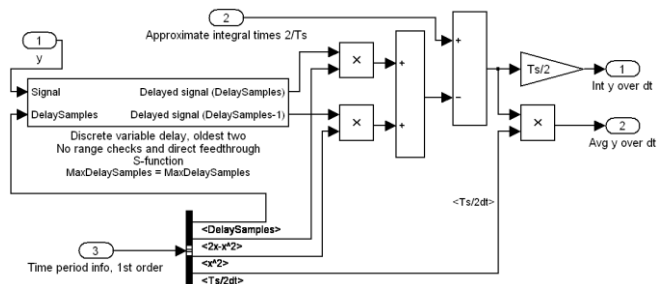 1
y
2
Approximate integral times 2/Ts
Signal
DelaySamples
Delayed signal (DelaySamples)
Delayed signal (DelaySamples-1)
Discrete variable delay, oldest two
No range checks and direct feedthrough
S-function
MaxDelaySamples = MaxDelaySamples
×
×
+
+
+
−
Ts/2
1
Int y over dt
×
2
Avg y over dt
<Ts/2dt>
3
Time period info, 1st order
<DelaySamples>
<2x-x^2>
<x^2>
<Ts/2dt>